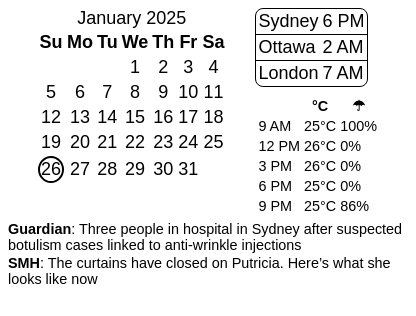 January 2025
Su Mo Tu We Th Fr Sa
1 2 3 4
5 6 7 8 9 10 11
12 13 14 15 16 17 18
19 20 21 22 23 24 25
26 27 28 29 30 31
Sydney 6 PM
Ottawa 2 AM
London 7 AM
°C ☂
9 AM 25°C 100%
12 PM 26°C 0%
3 PM 26°C 0%
6 PM 25°C 0%
9 PM 25°C 86%
Guardian: Three people in hospital in Sydney after suspected
botulism cases linked to anti-wrinkle injections
SMH: The curtains have closed on Putricia. Here’s what she
looks like now